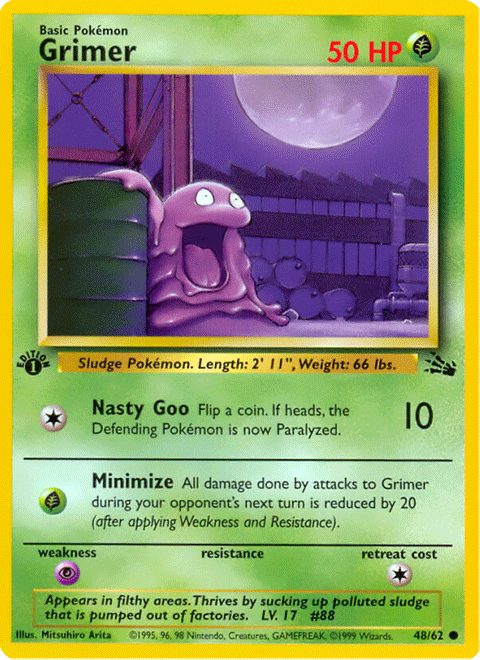 Basic Pokémon
Grimer 50 HP
EDITION
1
Sludge Pokémon. Length: 2' 11", Weight: 66 lbs.
Nasty Goo Flip a coin. If heads, the 10
Defending Pokémon is now Paralyzed.
Minimize All damage done by attacks to Grimer
during your opponent's next turn is reduced by 20
(after applying Weakness and Resistance).
weakness resistance retreat cost
Appears in filthy areas. Thrives by sucking up polluted sludge
that is pumped out of factories. LV. 17 #88
Illus. Mitsuhiro Arita ©1995, 96, 98 Nintendo, Creatures, GAMEFREAK. ©1999 Wizards. 48/62